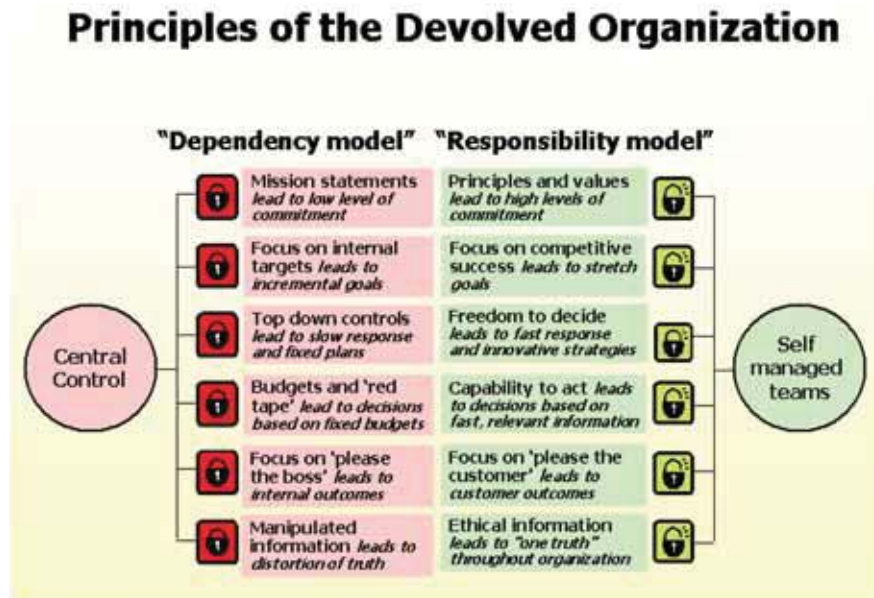 Principles of the Devolved Organization
"Dependency model"
"Responsibility model"
Central
Control
Mission statements
lead to low level of
commitment
Focus on internal
targets leads to
incremental goals
Top down controls
lead to slow response
and fixed plans
Budgets and 'red
tape' lead to decisions
based on fixed budgets
Focus on 'please
the boss' leads to
internal outcomes
Manipulated
information leads to
distortion of truth
Principles and values
lead to high levels of
commitment
Focus on competitive
success leads to stretch
goals
Freedom to decide
leads to fast response
and innovative strategies
Capability to act leads
to decisions based on
fast, relevant information
Focus on 'please the
customer' leads to
customer outcomes
Ethical information
leads to "one truth"
throughout organization
Self
managed
teams